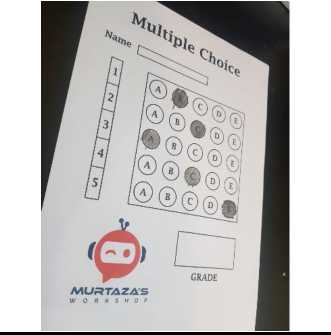 Multiple Choice
Name
1 A C D E
2 A B D E
3 B C D E
4 A B D E
5 A B C D
GRADE
MURTAZA'S
WORKSHOP